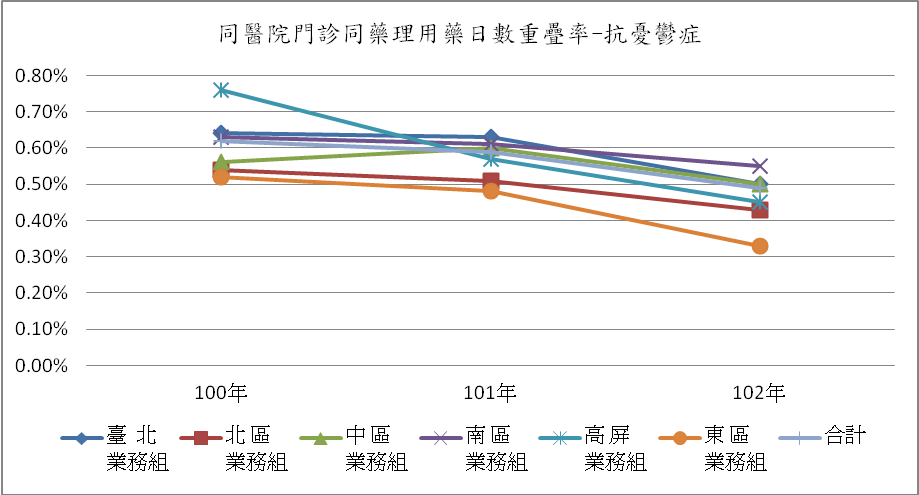 同醫院門診同藥理用藥日數重疊率-抗憂鬱症
0.80%
0.70%
0.60%
0.50%
0.40%
0.30%
0.20%
0.10%
0.00%
100年 101年 102年
臺北 北區 中區 南區 高屏 東區 合計
業務組 業務組 業務組 業務組 業務組 業務組